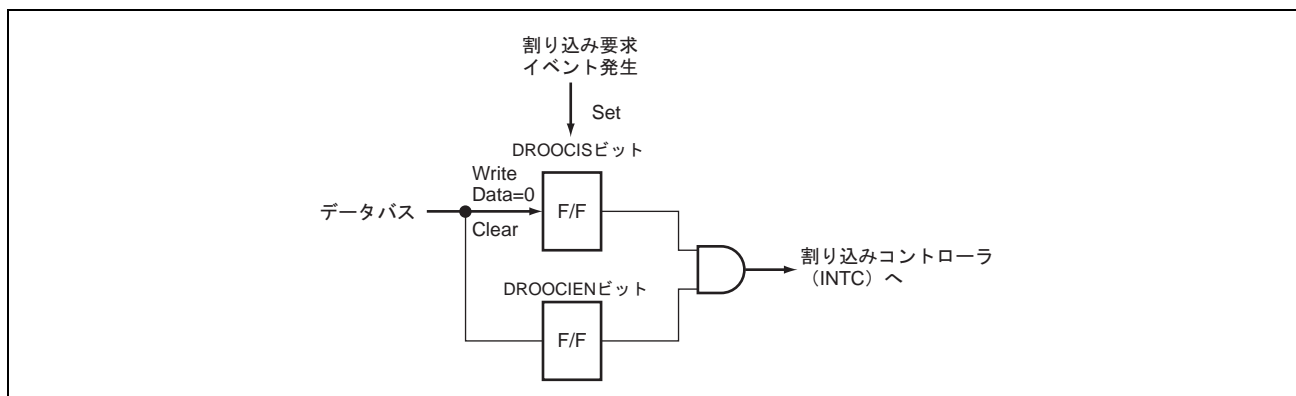 割り込み要求
イベント発生
Set
DROOCISビット
Write
Data=0
データバス
F/F
Clear
割り込みコントローラ
（INTC）へ
DROOCIENビット
F/F